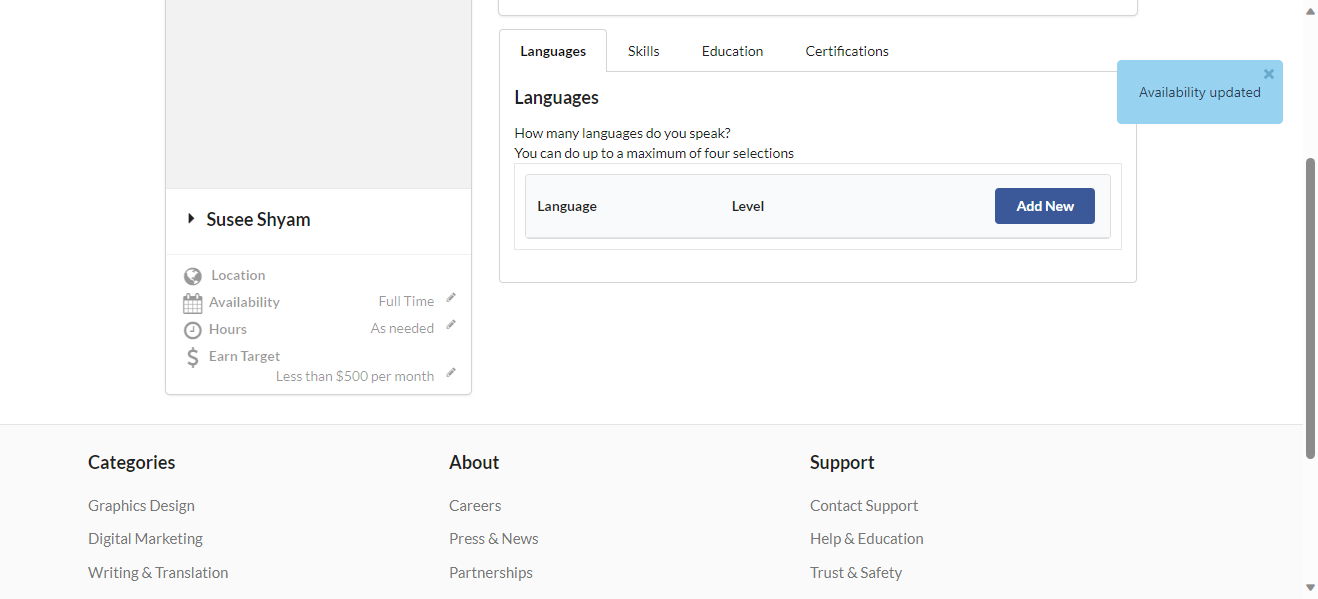 Languages Skills Education Certifications
Availability updated
Languages
How many languages do you speak?
You can do up to a maximum of four selections
Language Level Add New
Susee Shyam
Location
Availability Full Time
Hours As needed
Earn Target
Less than $500 per month
Categories
Graphics Design
Digital Marketing
Writing & Translation
About
Careers
Press & News
Partnerships
Support
Contact Support
Help & Education
Trust & Safety